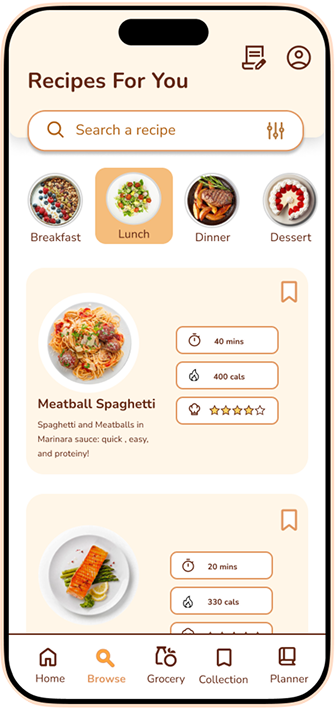 Recipes For You
Search a recipe
Breakfast
Lunch
Dinner
Dessert
40 mins
400 cals
Meatball Spaghetti
Spaghetti and Meatballs in
Marinara sauce: quick , easy,
and proteiny!
20 mins
330 cals
Home
Browse
Grocery
Collection
Planner